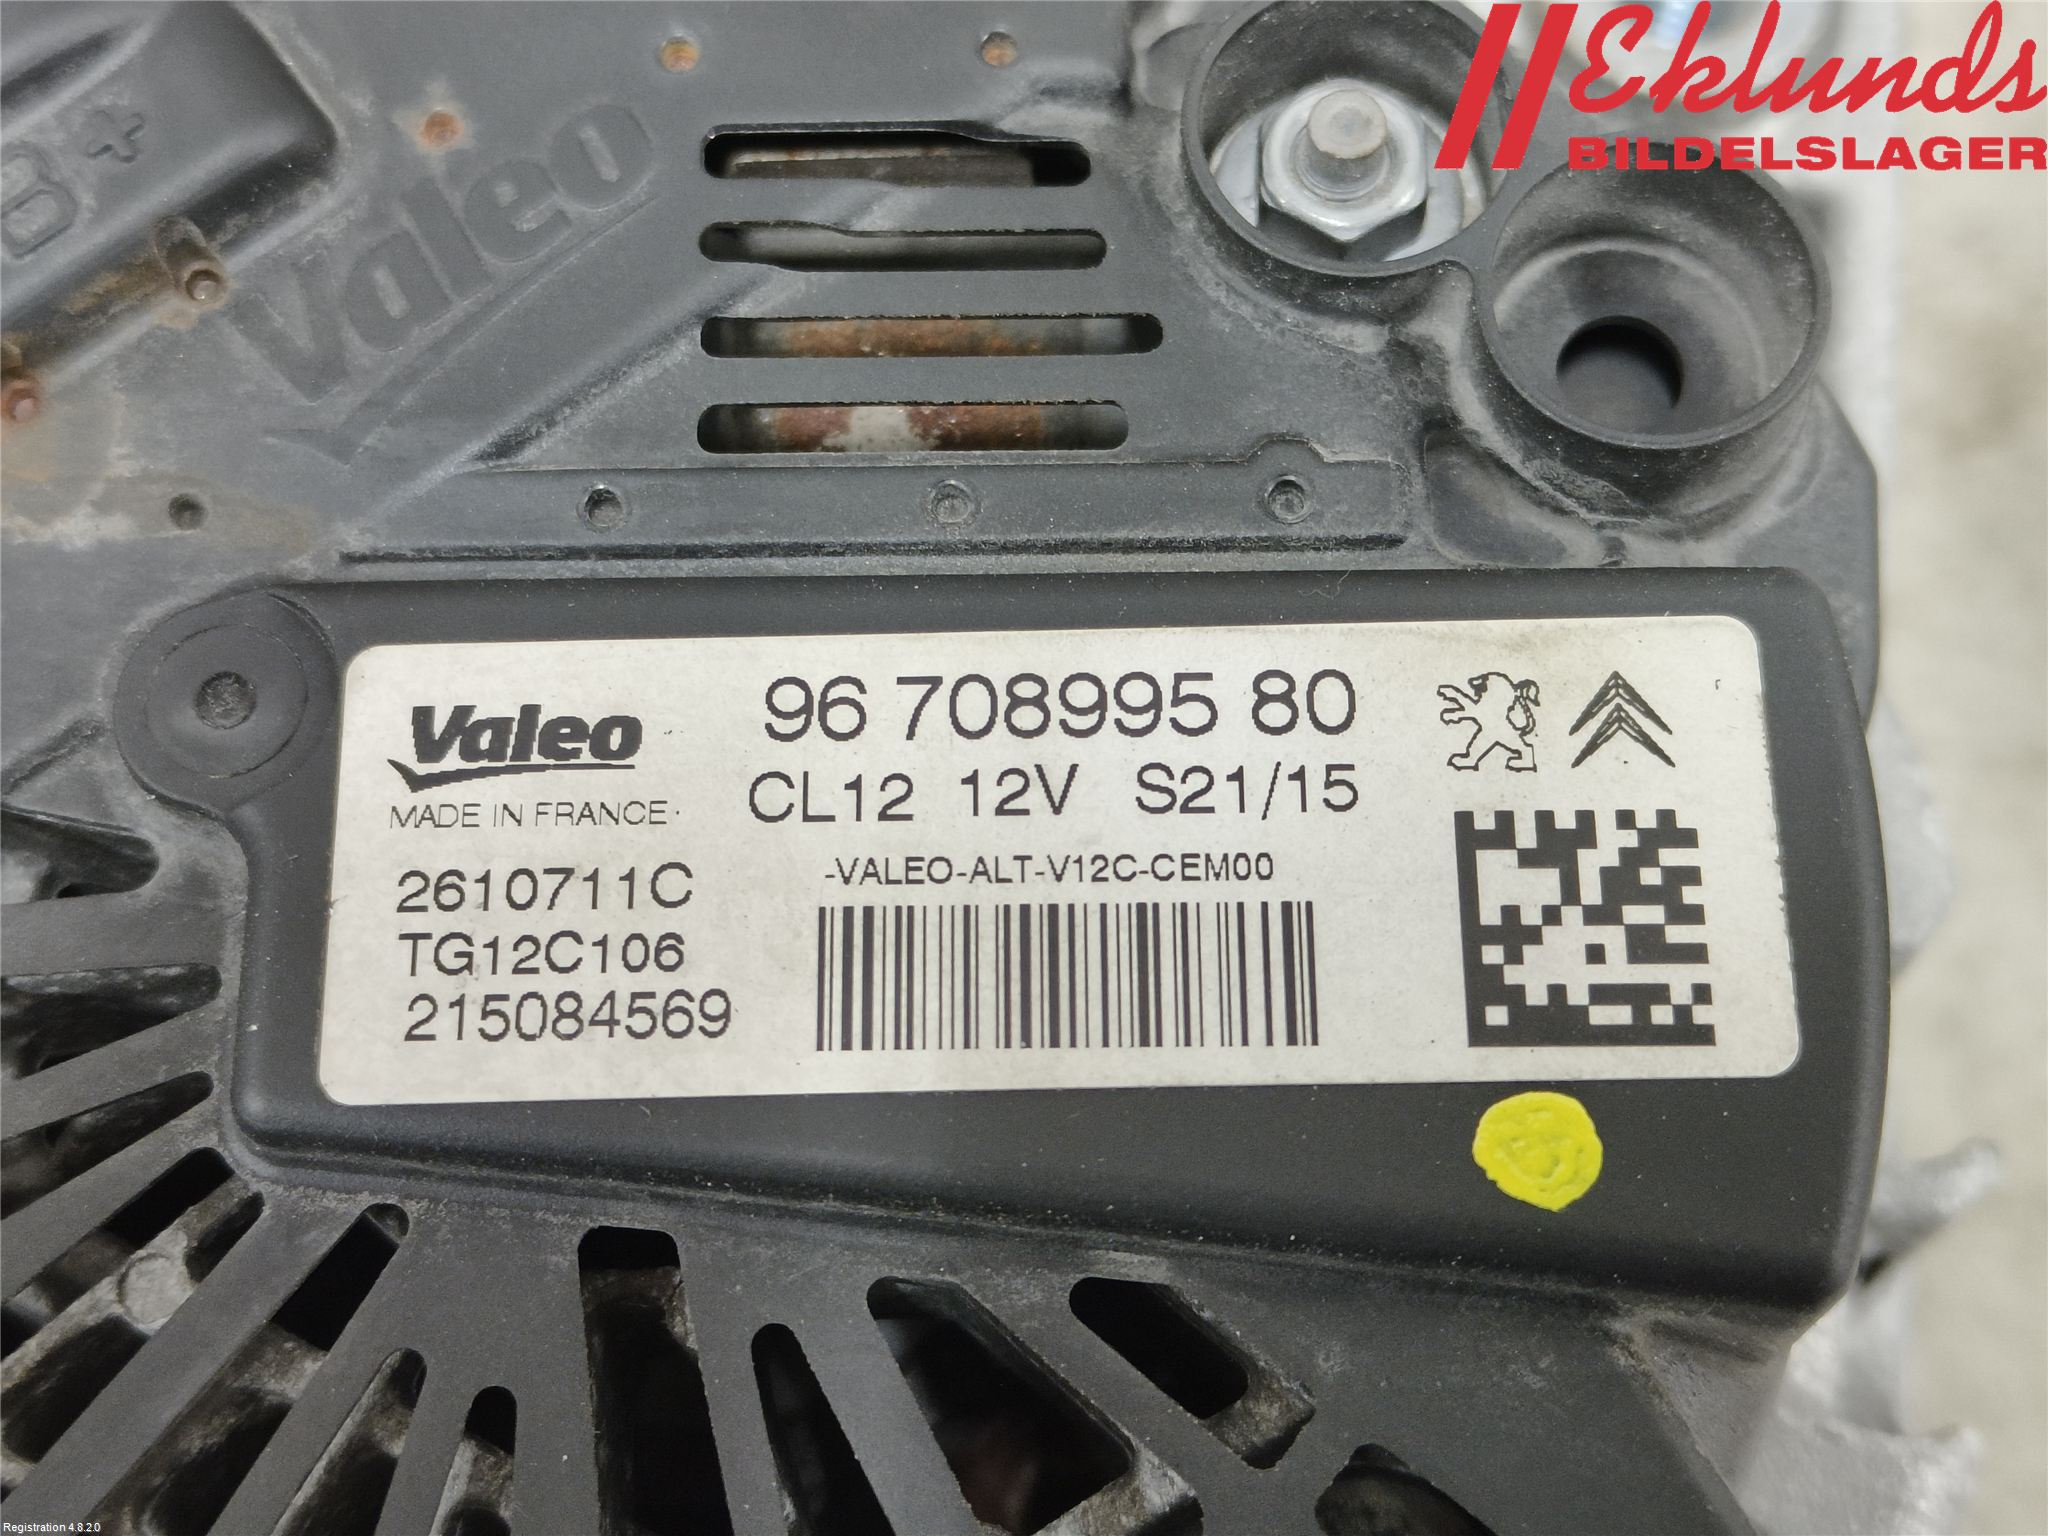 Eklunds
BILDELSLAGER
B+
Valeo
Valeo
MADE IN FRANCE
96 708995 80
CL12 12V S21/15
-VALEO-ALT-V12C-CEM00
2610711C
TG12C106
215084569
Registration 4.8.2.0